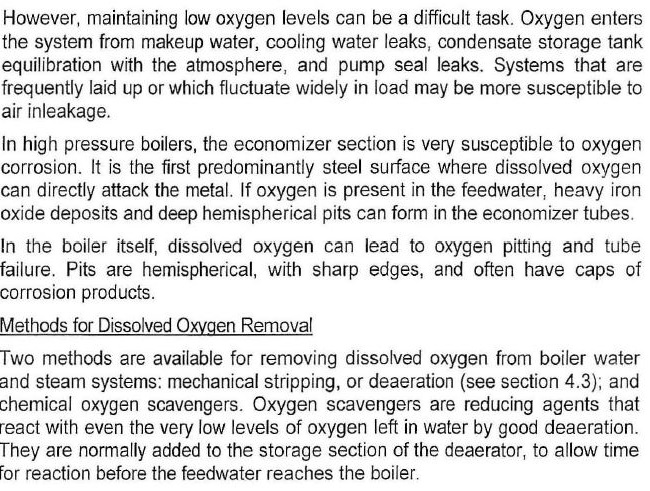 However, maintaining low oxygen levels can be a difficult task. Oxygen enters
the system from makeup water, cooling water leaks, condensate storage tank
equilibration with the atmosphere, and pump seal leaks. Systems that are
frequently laid up or which fluctuate widely in load may be more susceptible to
air inleakage.
In high pressure boilers, the economizer section is very susceptible to oxygen
corrosion. It is the first predominantly steel surface where dissolved oxygen
can directly attack the metal. If oxygen is present in the feedwater, heavy iron
oxide deposits and deep hemispherical pits can form in the economizer tubes.
In the boiler itself, dissolved oxygen can lead to oxygen pitting and tube
failure. Pits are hemispherical, with sharp edges, and often have caps of
corrosion products.
Methods for Dissolved Oxygen Removal
Two methods are available for removing dissolved oxygen from boiler water
and steam systems: mechanical stripping, or deaeration (see section 4.3); and
chemical oxygen scavengers. Oxygen scavengers are reducing agents that
react with even the very low levels of oxygen left in water by good deaeration.
They are normally added to the storage section of the deaerator, to allow time
for reaction before the feedwater reaches the boiler.